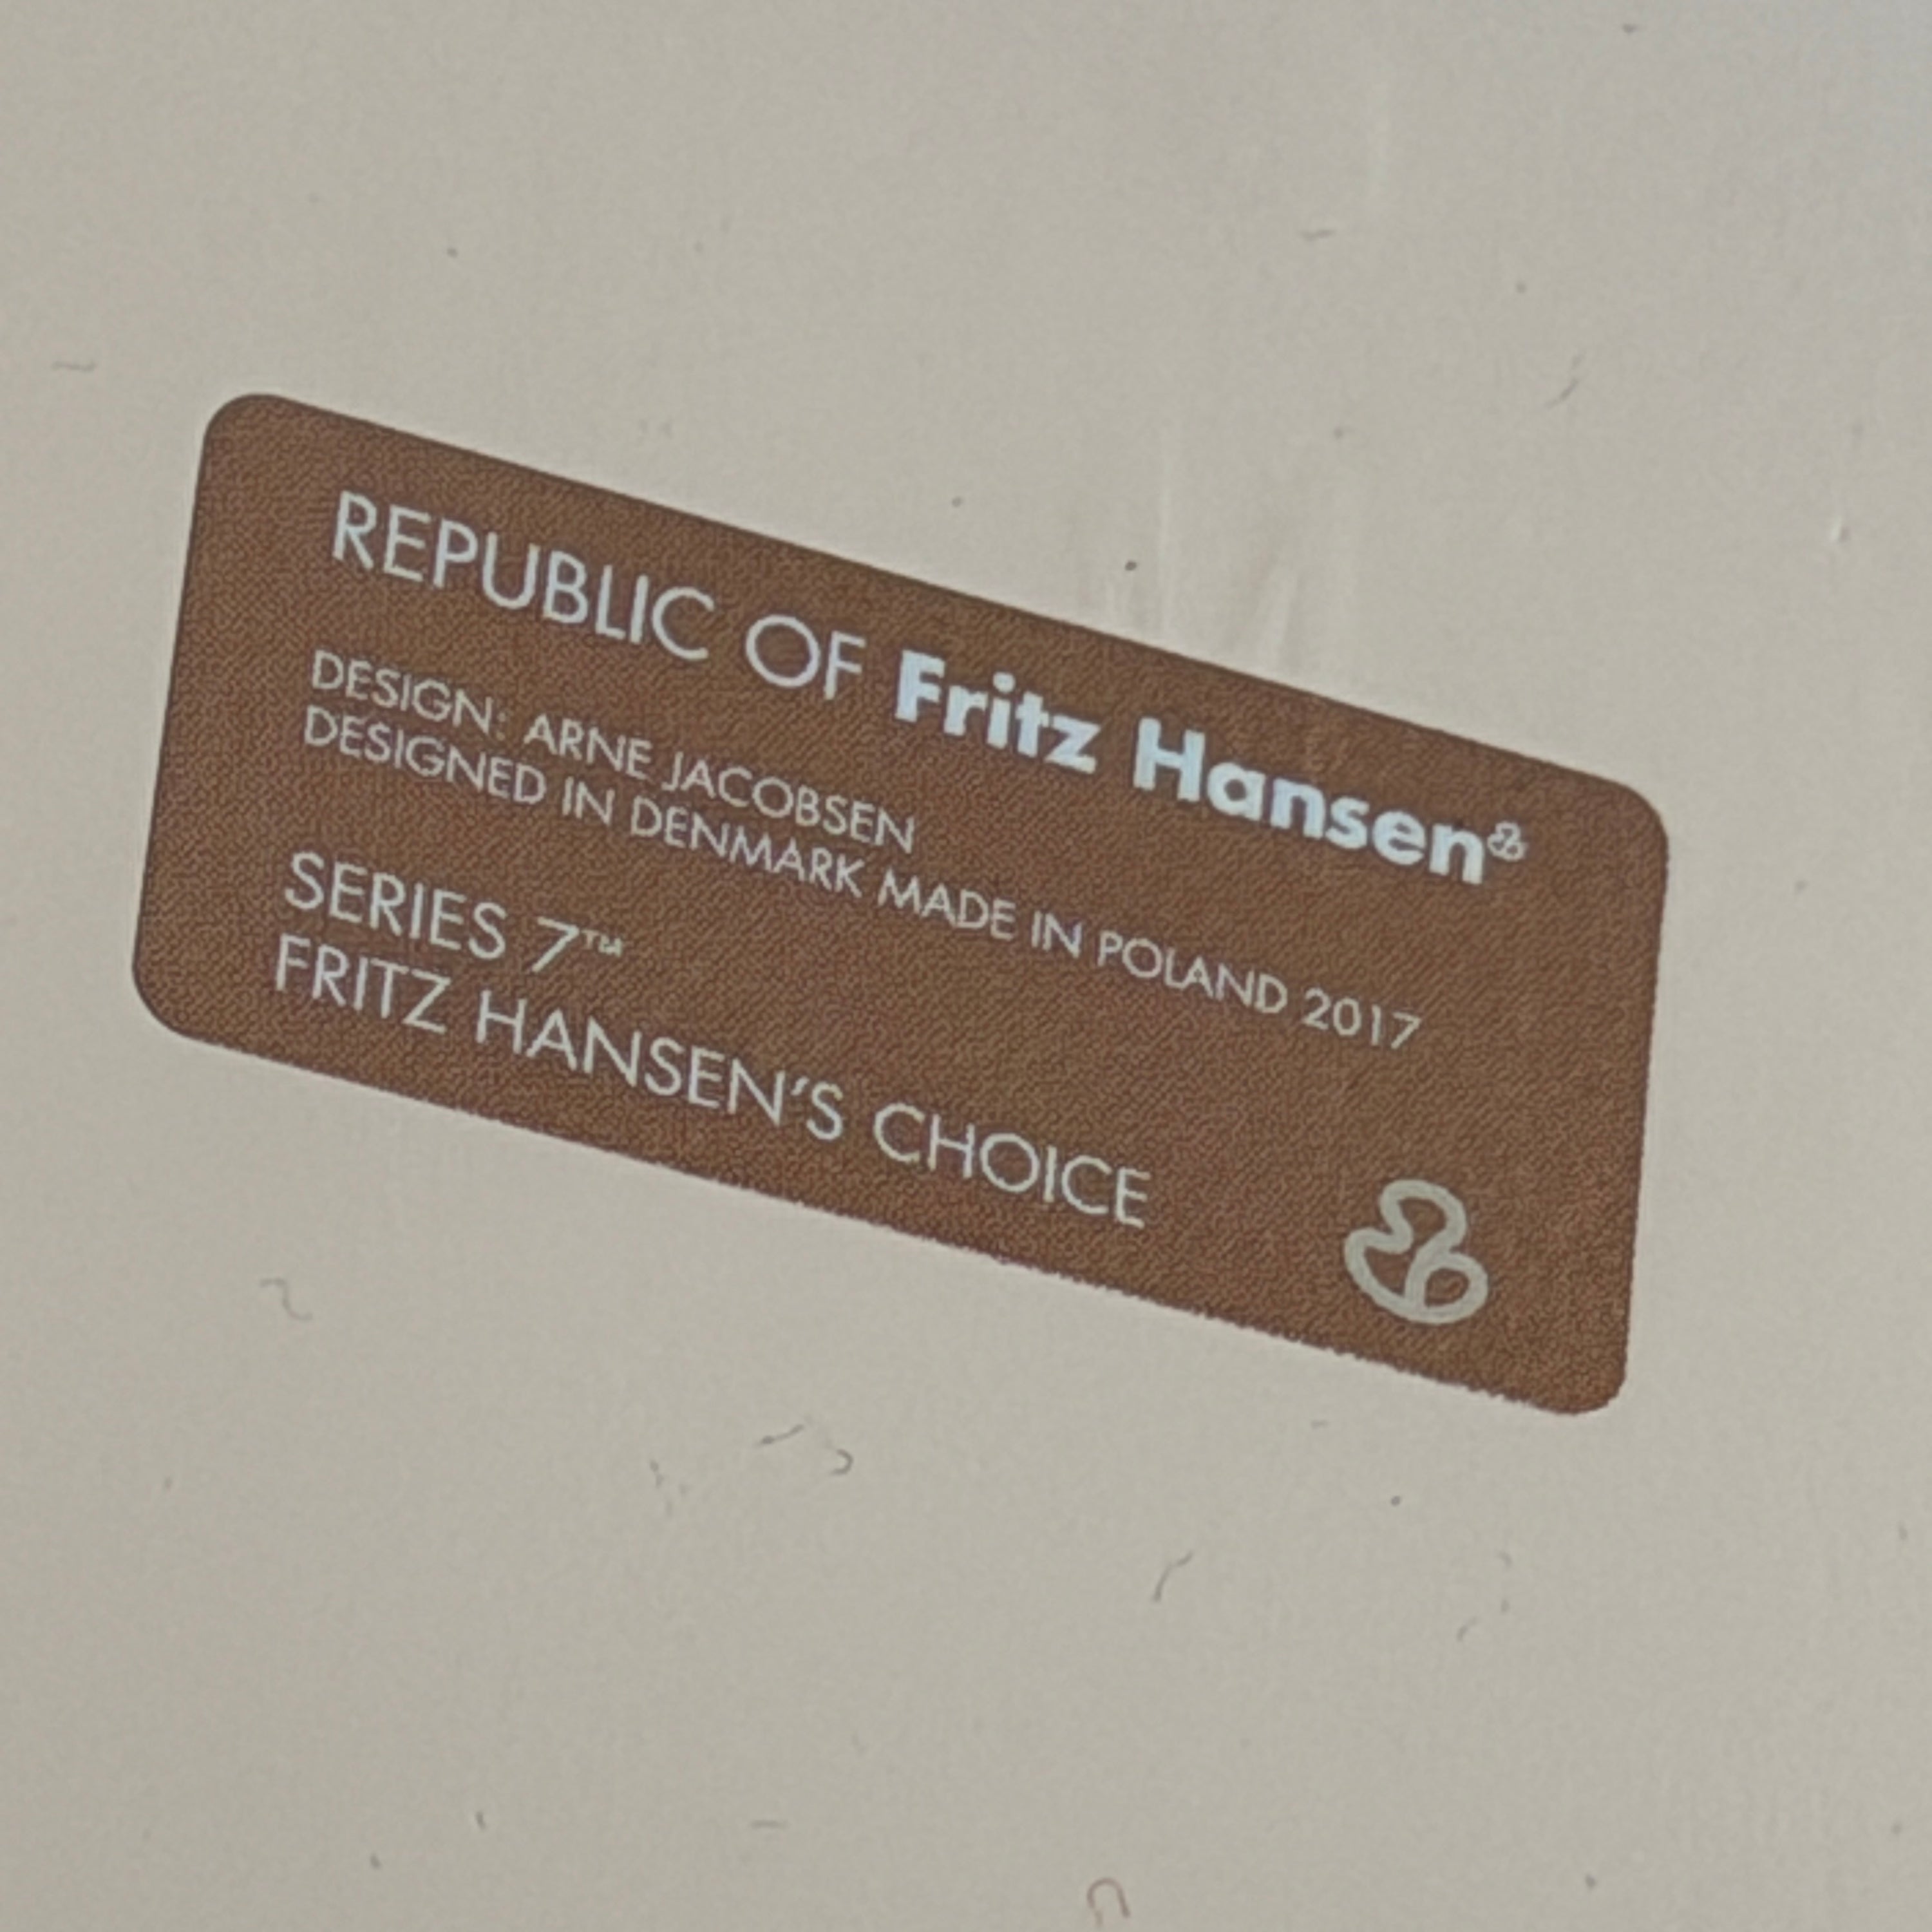 REPUBLIC OF Fritz Hansen
DESIGN: ARNE JACOBSEN
DESIGNED IN DENMARK MADE IN POLAND 2017
SERIES 7™
FRITZ HANSEN'S CHOICE